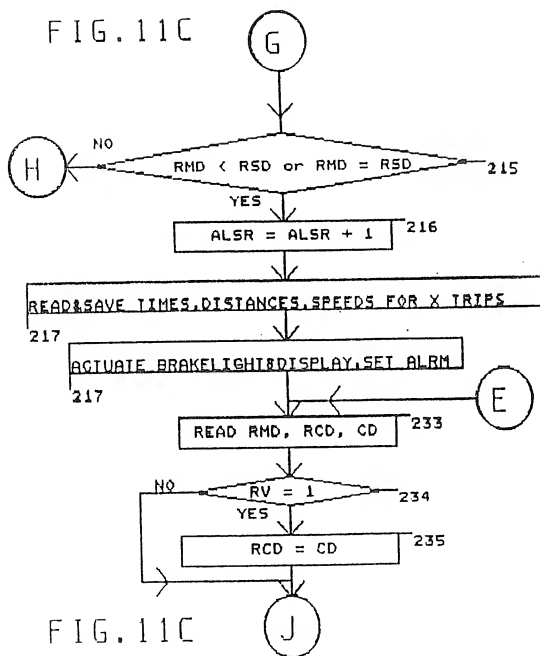 FIG.11C
G
NO
H
RMD < RSD or RMD = RSD
215
YES
ALSR = ALSR + 1
216
READ&SAVE TIMES,DISTANCES,SPEEDS FOR X TRIPS
217
ACTUATE BRAKELIGHT&DISPLAY,SET ALRM
217
E
READ RMD, RCD, CD
233
NO
RV = 1
234
YES
RCD = CD
235
J
FIG.11C